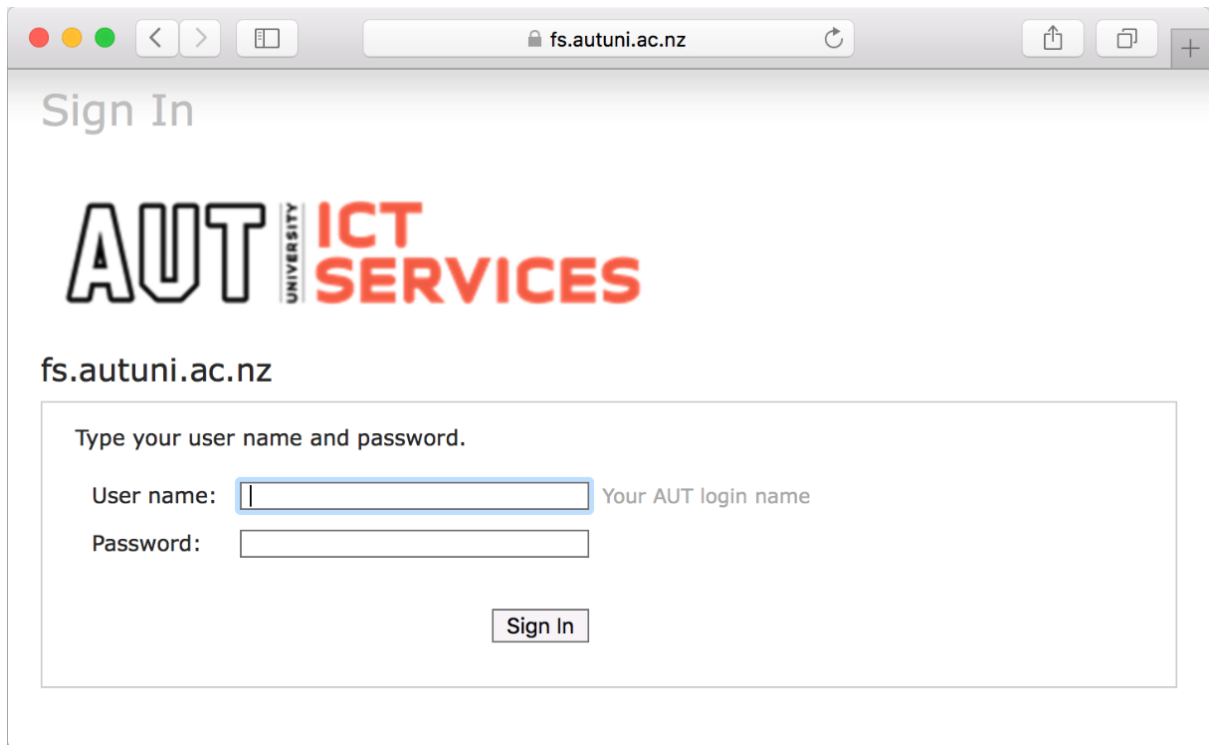 fs.autuni.ac.nz
Sign In
AUT UNIVERSITY ICT SERVICES
fs.autuni.ac.nz
Type your user name and password.
User name: Your AUT login name
Password:
Sign In